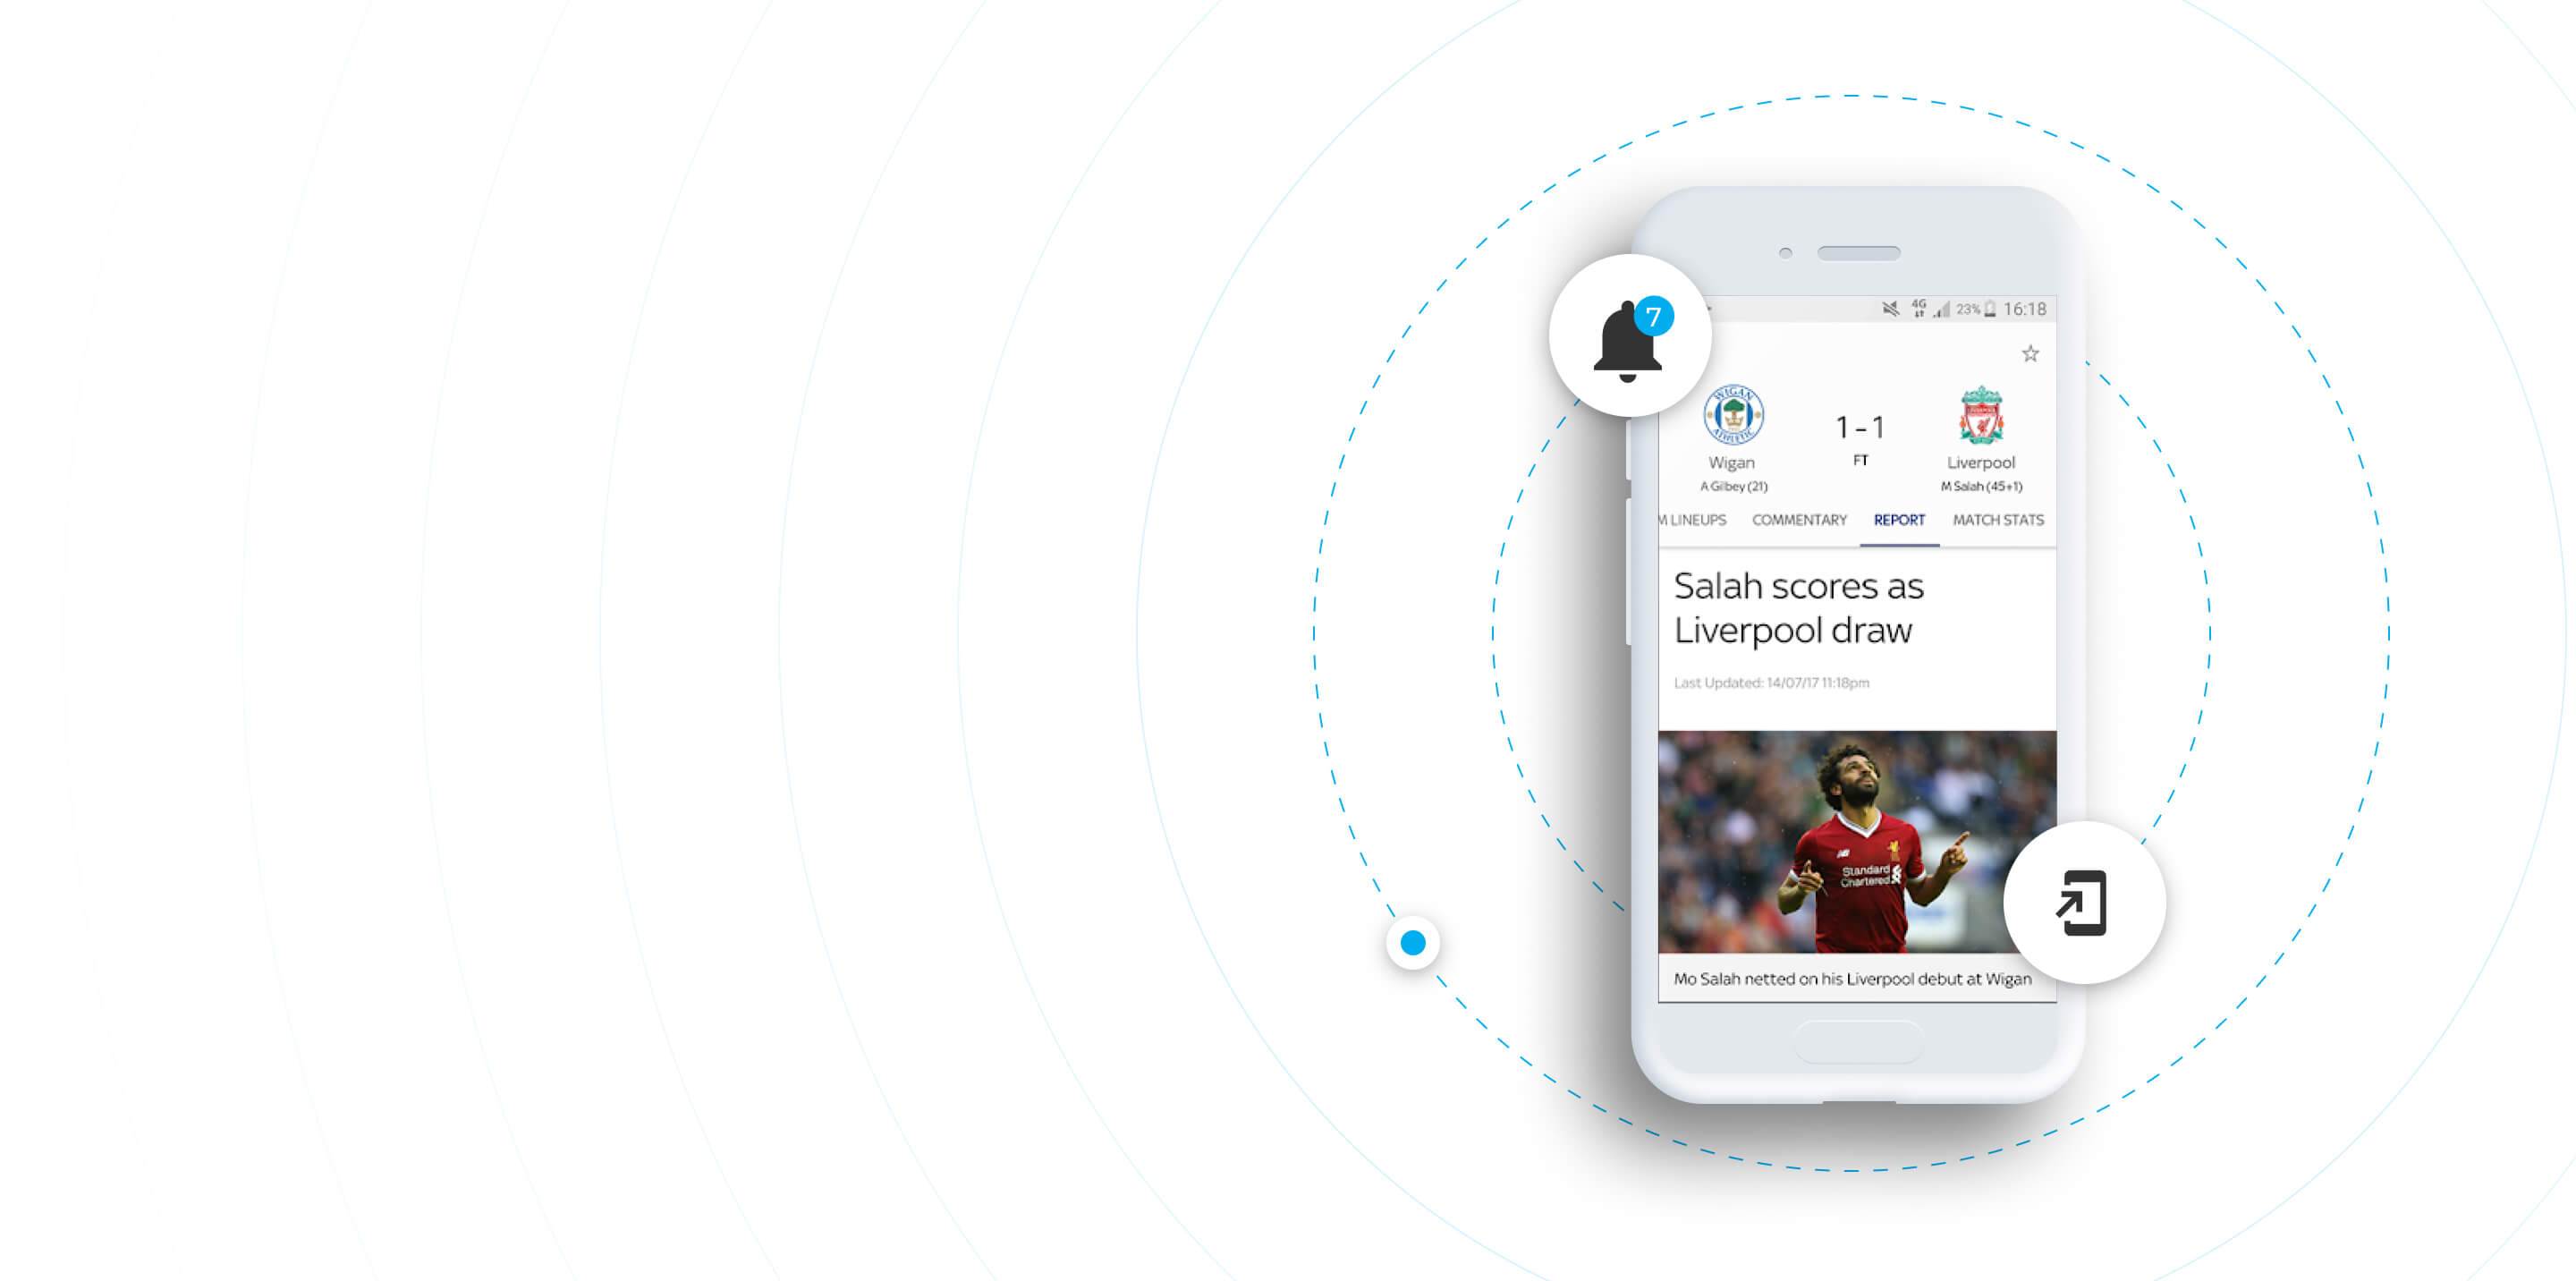 7
4G 23% 16:18
WIGAN
ATHLETIC
1-1
Wigan
FT
Liverpool
A Gilbey (21)
M Salah (45+1)
M LINEUPS COMMENTARY REPORT MATCH STATS
Salah scores as
Liverpool draw
Last Updated: 14/07/17 11:18pm
Standard
Chartered
Mo Salah netted on his Liverpool debut at Wigan